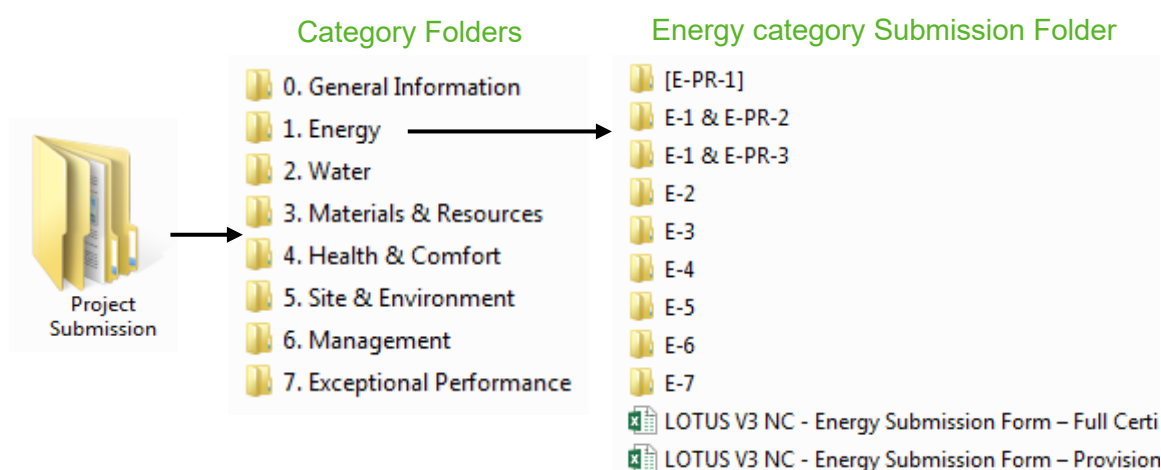 Category Folders
Energy category Submission Folder
Project
Submission
0. General Information
1. Energy
2. Water
3. Materials & Resources
4. Health & Comfort
5. Site & Environment
6. Management
7. Exceptional Performance
[E-PR-1]
E-1 & E-PR-2
E-1 & E-PR-3
E-2
E-3
E-4
E-5
E-6
E-7
LOTUS V3 NC - Energy Submission Form – Full Certi
LOTUS V3 NC - Energy Submission Form – Provision